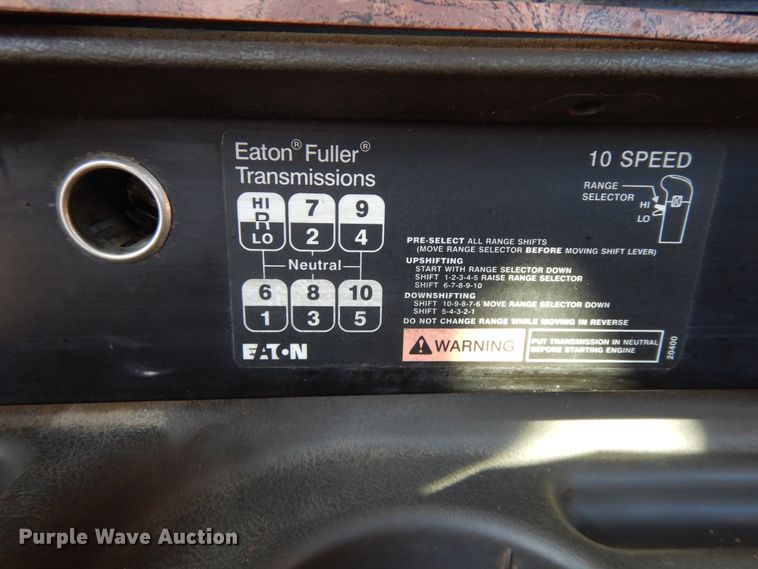 Eaton® Fuller®
Transmissions
10 SPEED
RANGE
SELECTOR
HI
LO
HI
R
LO
7
2
9
4
Neutral
6
1
8
3
10
5
EATON
PRE-SELECT ALL RANGE SHIFTS
(MOVE RANGE SELECTOR BEFORE MOVING SHIFT LEVER)
UPSHIFTING
START WITH RANGE SELECTOR DOWN
SHIFT 1-2-3-4-5 RAISE RANGE SELECTOR
SHIFT 6-7-8-9-10
DOWNSHIFTING
SHIFT 10-9-8-7-6 MOVE RANGE SELECTOR DOWN
SHIFT 5-4-3-2-1
DO NOT CHANGE RANGE WHILE MOVING IN REVERSE
WARNING
PUT TRANSMISSION IN NEUTRAL
BEFORE STARTING ENGINE
20400
Purple Wave Auction®